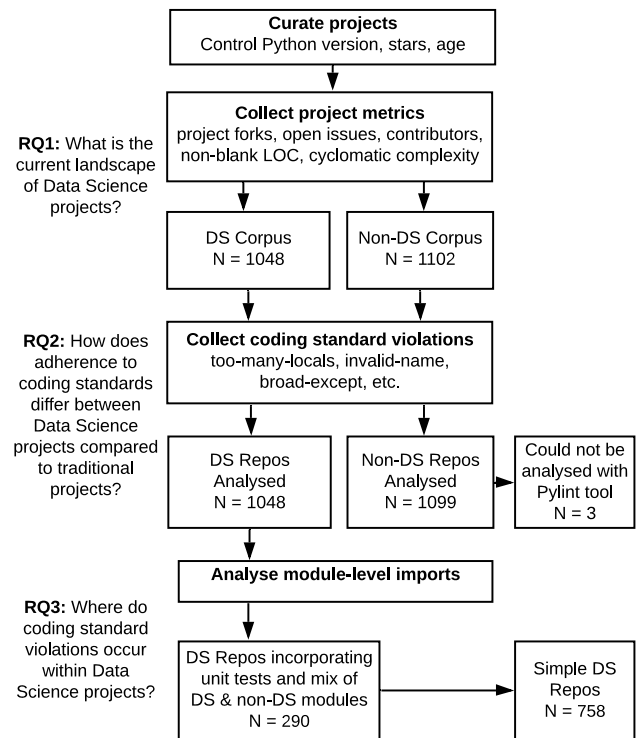 Curate projects
Control Python version, stars, age
Collect project metrics
project forks, open issues, contributors,
non-blank LOC, cyclomatic complexity
RQ1: What is the
current landscape
of Data Science
projects?
DS Corpus
N = 1048
Non-DS Corpus
N = 1102
Collect coding standard violations
too-many-locals, invalid-name,
broad-except, etc.
RQ2: How does
adherence to
coding standards
differ between
Data Science
projects compared
to traditional
projects?
DS Repos
Analysed
N = 1048
Non-DS Repos
Analysed
N = 1099
Could not be
analysed with
Pylint tool
N = 3
Analyse module-level imports
RQ3: Where do
coding standard
violations occur
within Data
Science projects?
DS Repos incorporating
unit tests and mix of
DS & non-DS modules
N = 290
Simple DS
Repos
N = 758